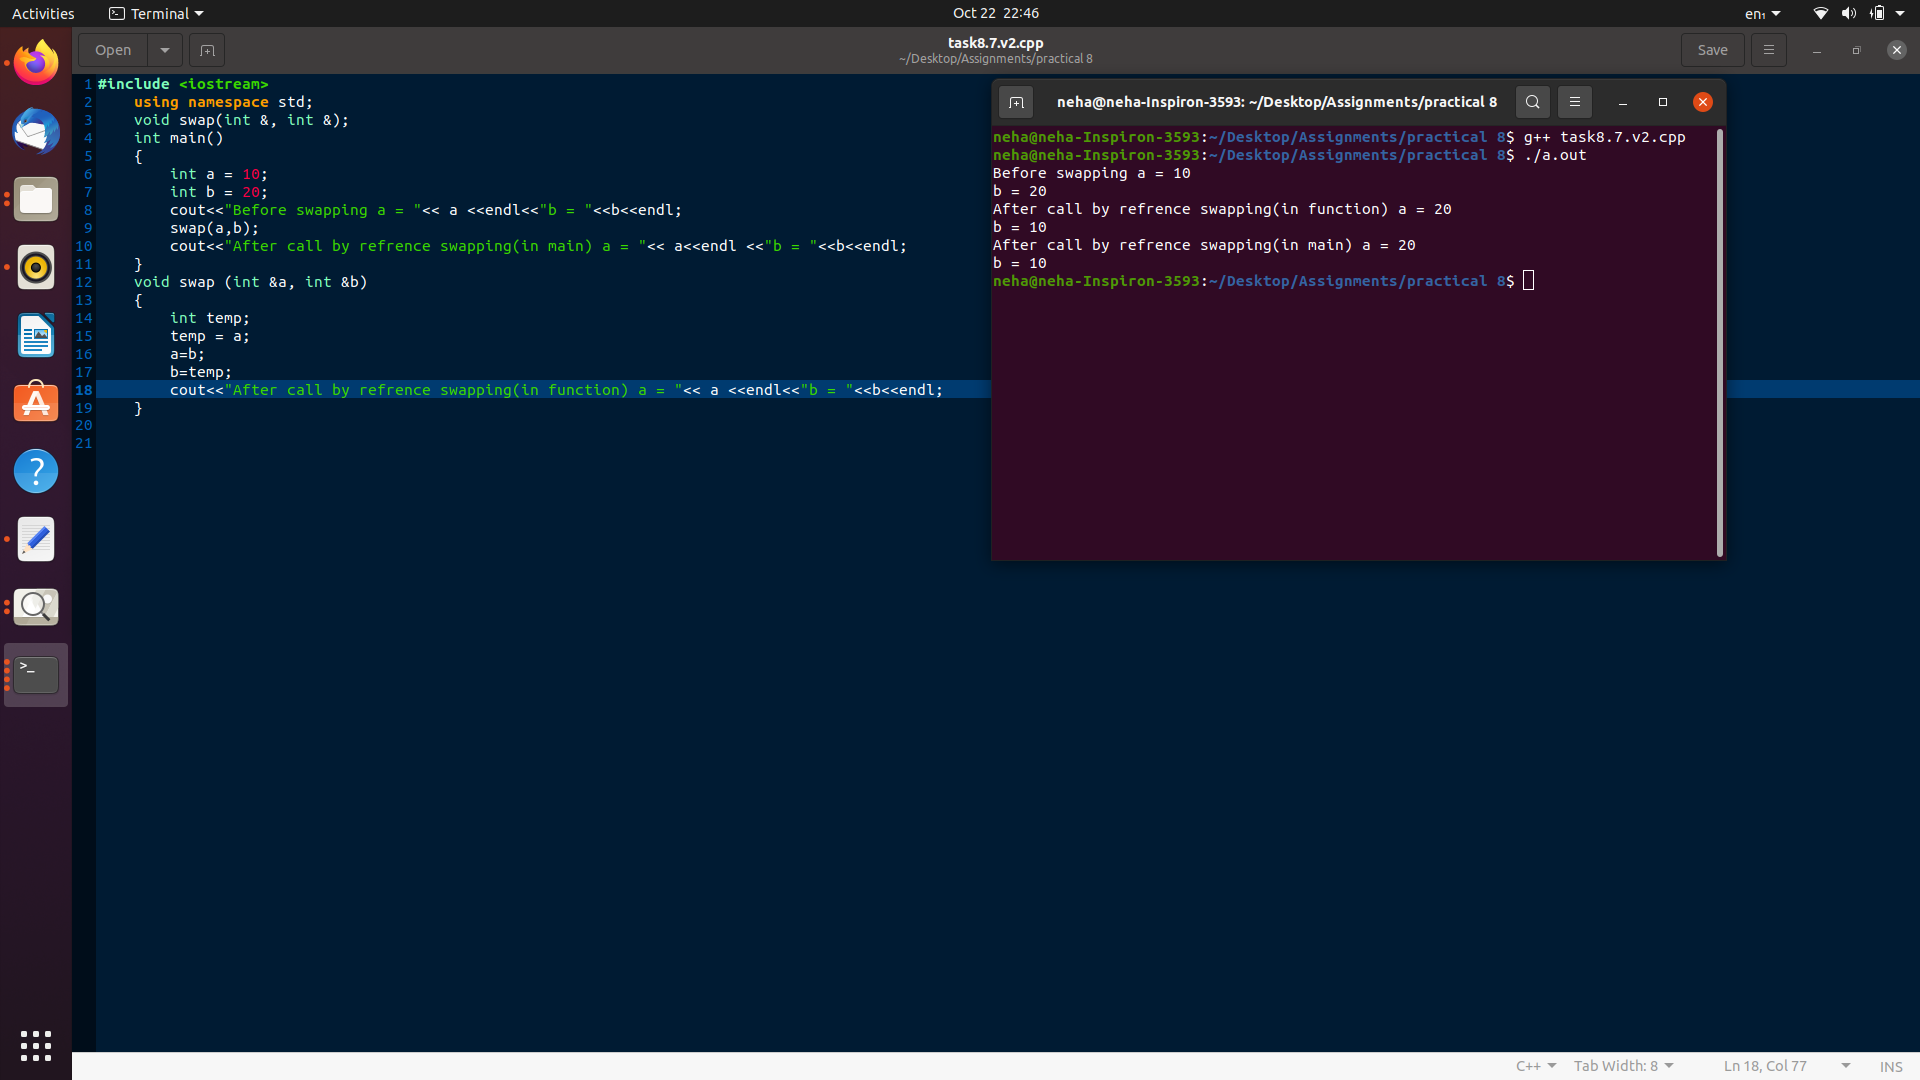 Activities
Terminal
Oct 22 22:46
en₁
Open
task8.7.v2.cpp
~/Desktop/Assignments/practical 8
Save
1 #include <iostream>
2     using namespace std;
3     void swap(int &, int &);
4     int main()
5     {
6         int a = 10;
7         int b = 20;
8         cout<<"Before swapping a = "<< a <<endl<<"b = "<<b<<endl;
9         swap(a,b);
10         cout<<"After call by refrence swapping(in main) a = "<< a<<endl <<"b = "<<b<<endl;
11     }
12     void swap (int &a, int &b)
13     {
14         int temp;
15         temp = a;
16         a=b;
17         b=temp;
18         cout<<"After call by refrence swapping(in function) a = "<< a <<endl<<"b = "<<b<<endl;
19     }
20
21
neha@neha-Inspiron-3593: ~/Desktop/Assignments/practical 8
neha@neha-Inspiron-3593:~/Desktop/Assignments/practical 8$ g++ task8.7.v2.cpp
neha@neha-Inspiron-3593:~/Desktop/Assignments/practical 8$ ./a.out
Before swapping a = 10
b = 20
After call by refrence swapping(in function) a = 20
b = 10
After call by refrence swapping(in main) a = 20
b = 10
neha@neha-Inspiron-3593:~/Desktop/Assignments/practical 8$
C++
Tab Width: 8
Ln 18, Col 77
INS